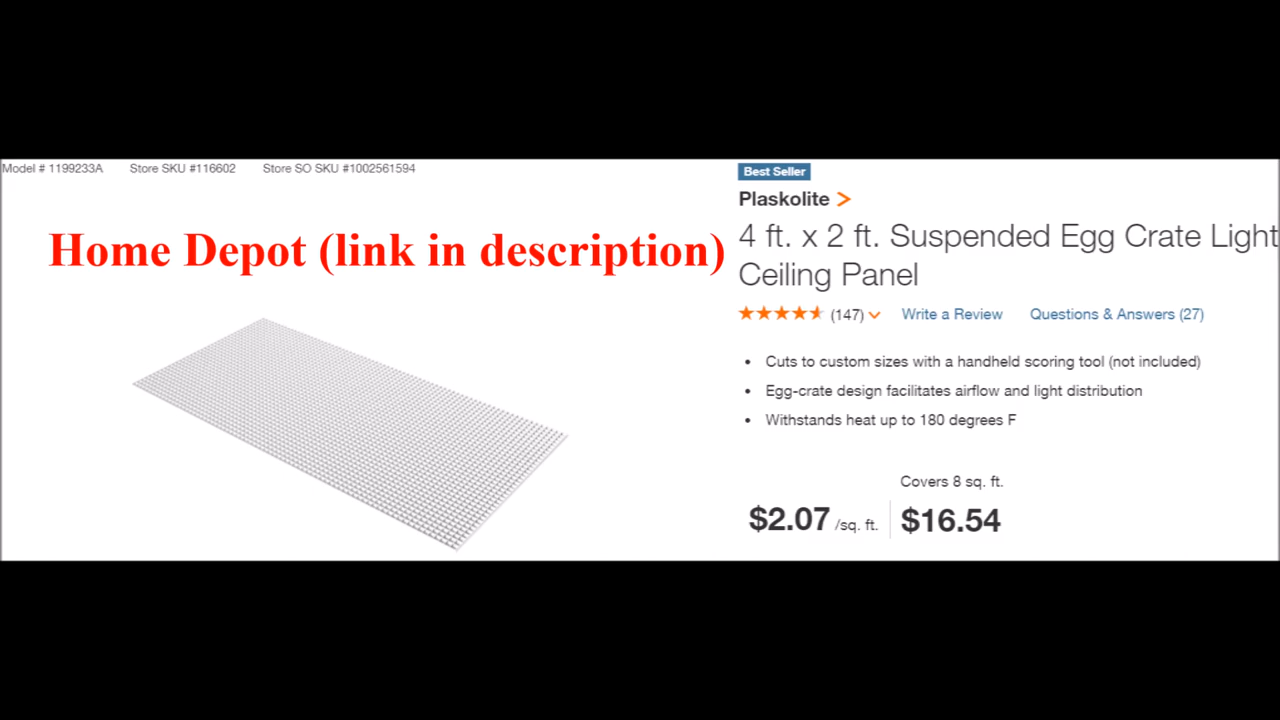 Model # 1199233A Store SKU #116602 Store SO SKU #1002561594
Home Depot (link in description)
Best Seller
Plaskolite >
4 ft. x 2 ft. Suspended Egg Crate Light
Ceiling Panel
(147) Write a Review Questions & Answers (27)
• Cuts to custom sizes with a handheld scoring tool (not included)
• Egg-crate design facilitates airflow and light distribution
• Withstands heat up to 180 degrees F
Covers 8 sq. ft.
$2.07 /sq. ft. $16.54